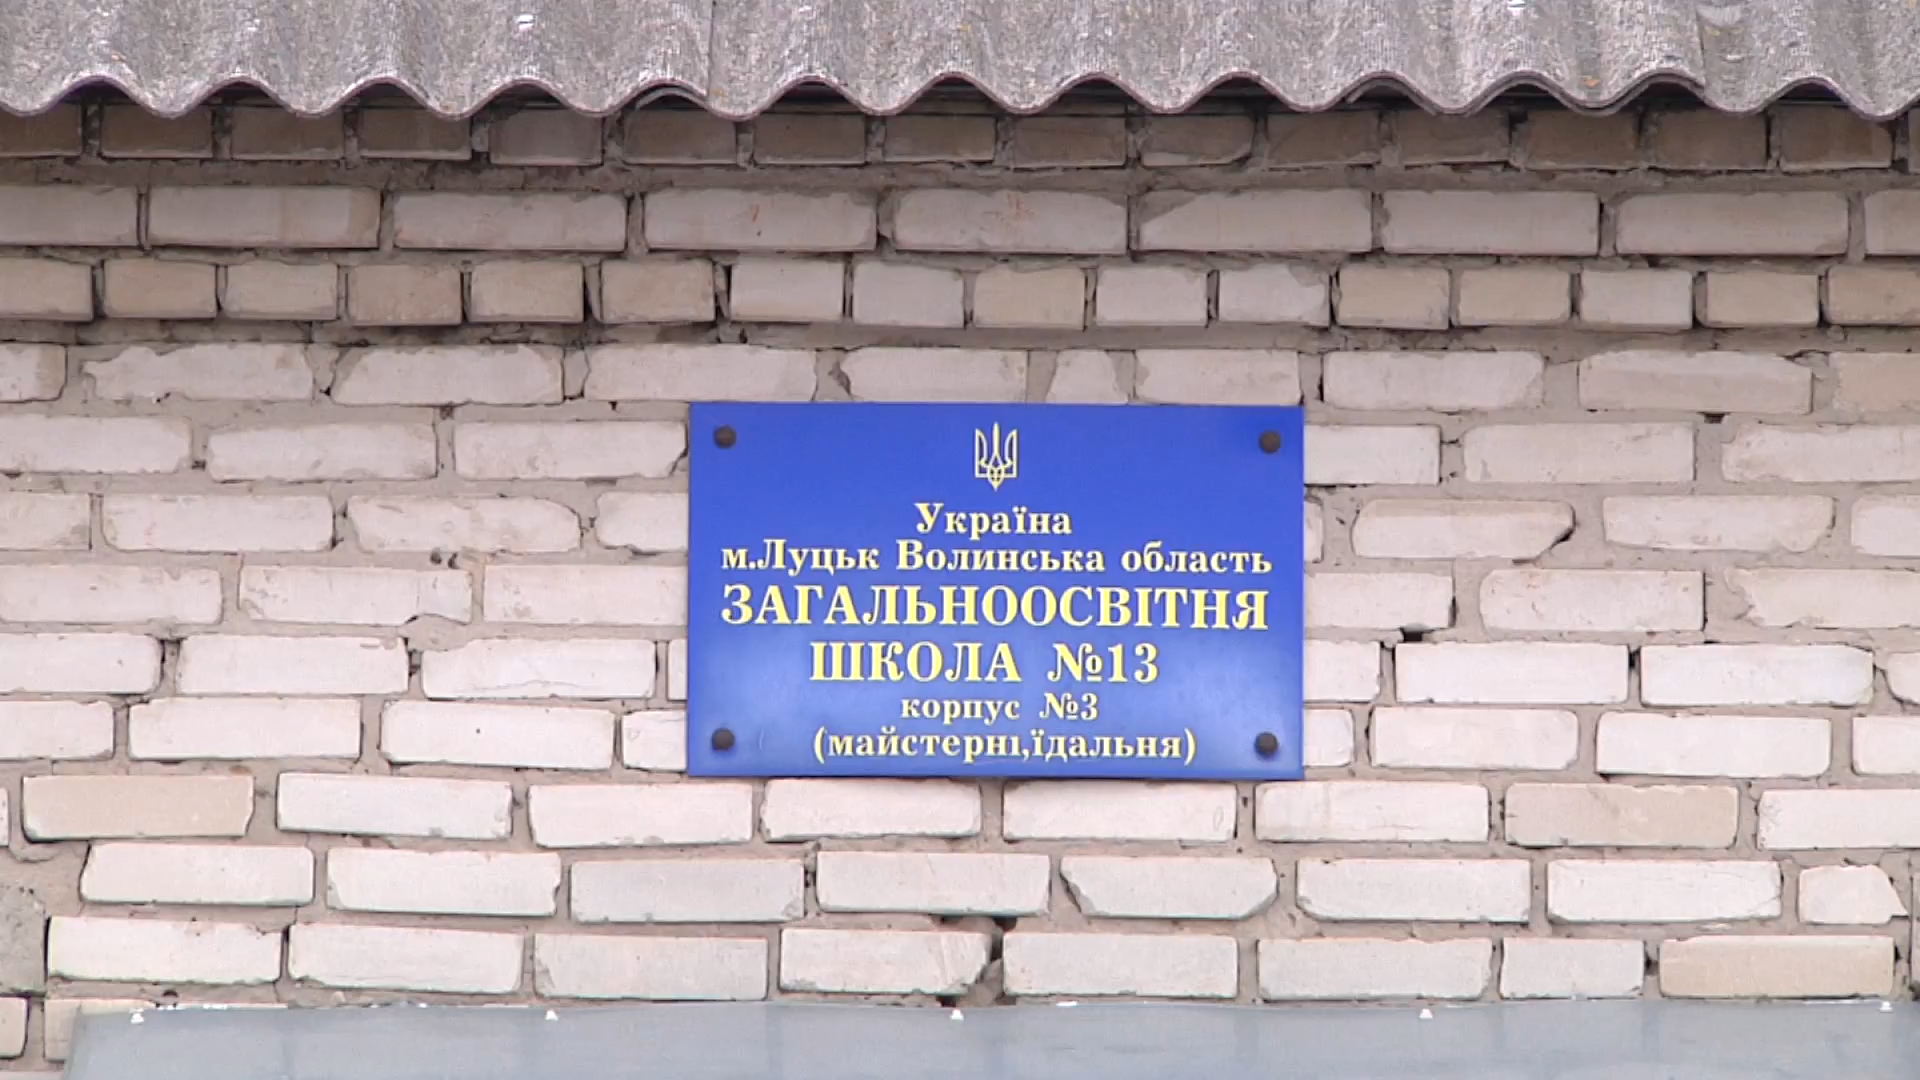 Україна
м.Луцьк Волинська область
ЗАГАЛЬНООСВІТНЯ
ШКОЛА №13
корпус №3
(майстерні,їдальня)